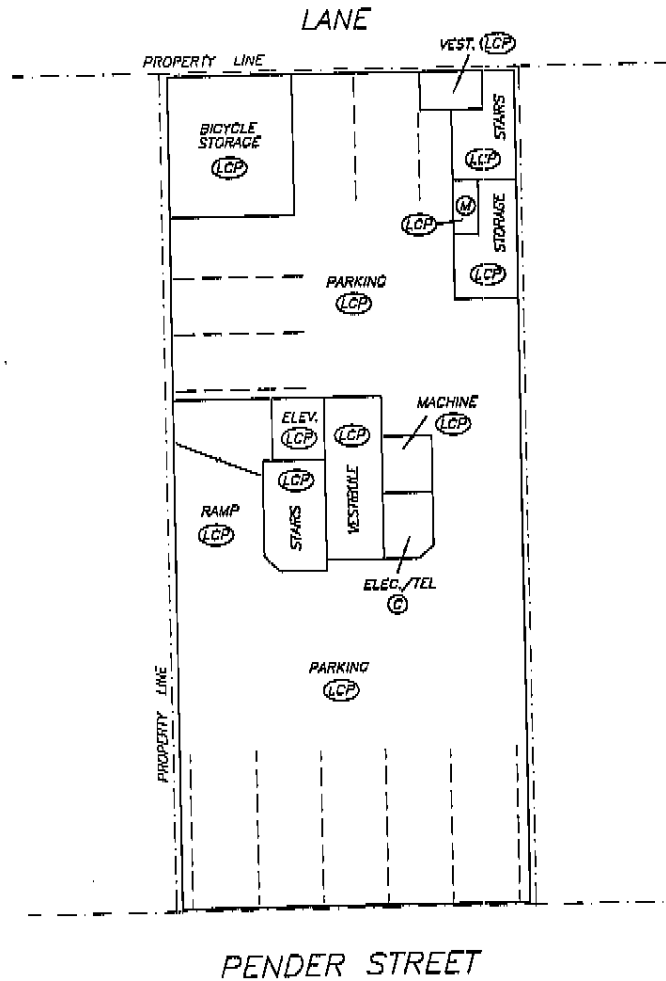 LANE
VEST. LCP
PROPERTY LINE
BICYCLE
STORAGE
LCP
STAIRS
LCP
M
LCP
STORAGE
LCP
PARKING
LCP
MACHINE
LCP
ELEV.
LCP
LCP
VESTIBULE
LCP
STAIRS
RAMP
LCP
ELEC./TEL
C
PARKING
LCP
PROPERTY LINE
PENDER STREET